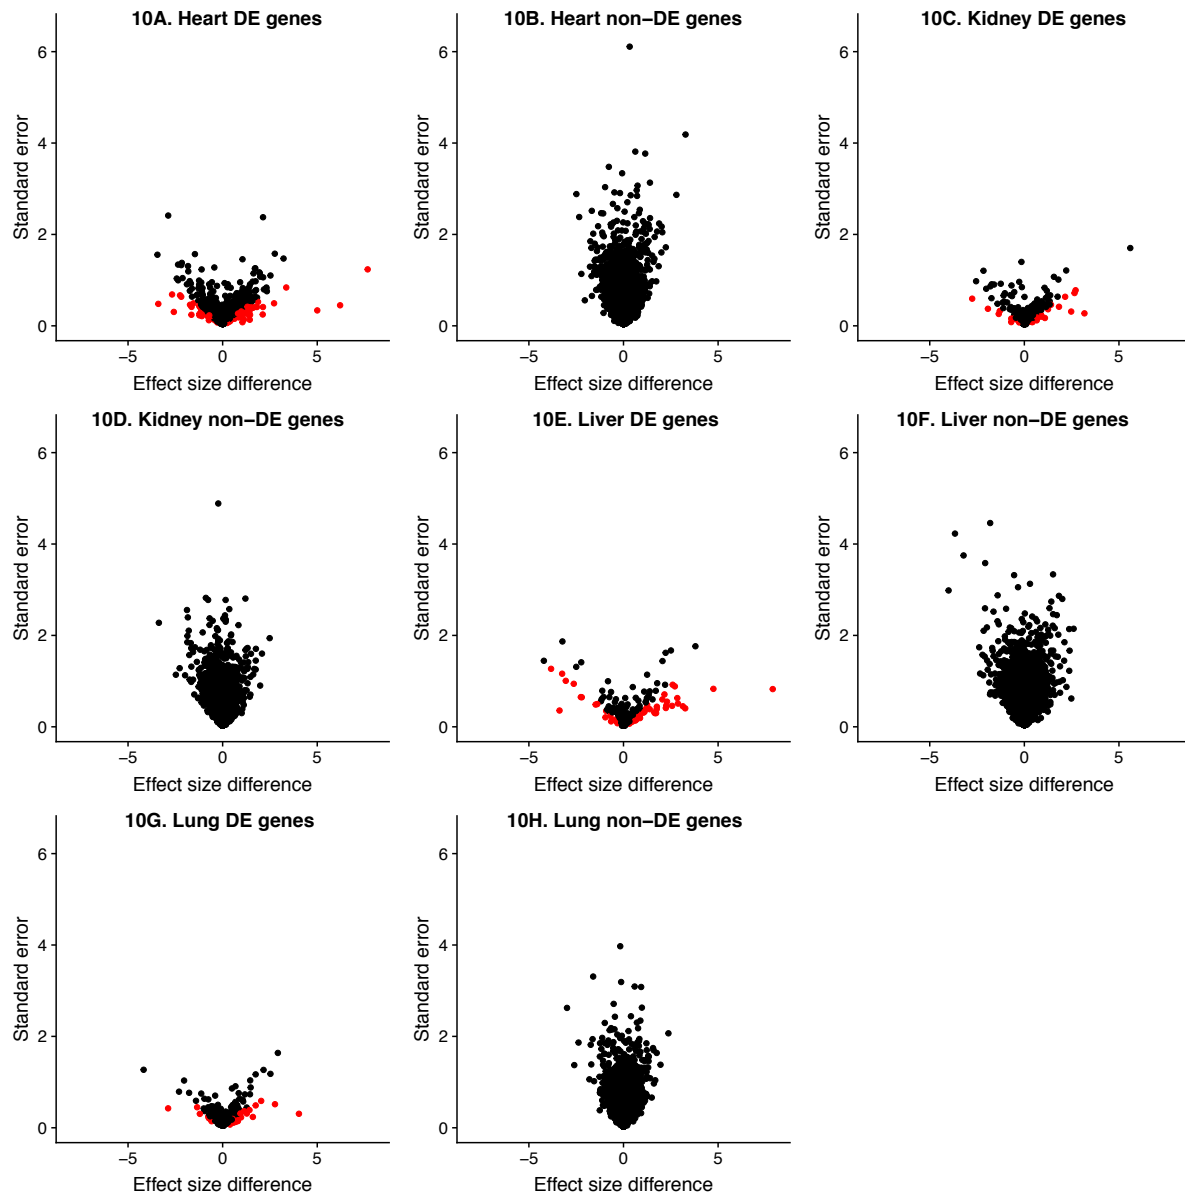 10A. Heart DE genes
6
4
2
0
Standard error
−5 0 5
Effect size difference
10B. Heart non−DE genes
6
4
2
0
Standard error
−5 0 5
Effect size difference
10C. Kidney DE genes
6
4
2
0
Standard error
−5 0 5
Effect size difference
10D. Kidney non−DE genes
6
4
2
0
Standard error
−5 0 5
Effect size difference
10E. Liver DE genes
6
4
2
0
Standard error
−5 0 5
Effect size difference
10F. Liver non−DE genes
6
4
2
0
Standard error
−5 0 5
Effect size difference
10G. Lung DE genes
6
4
2
0
Standard error
−5 0 5
Effect size difference
10H. Lung non−DE genes
6
4
2
0
Standard error
−5 0 5
Effect size difference